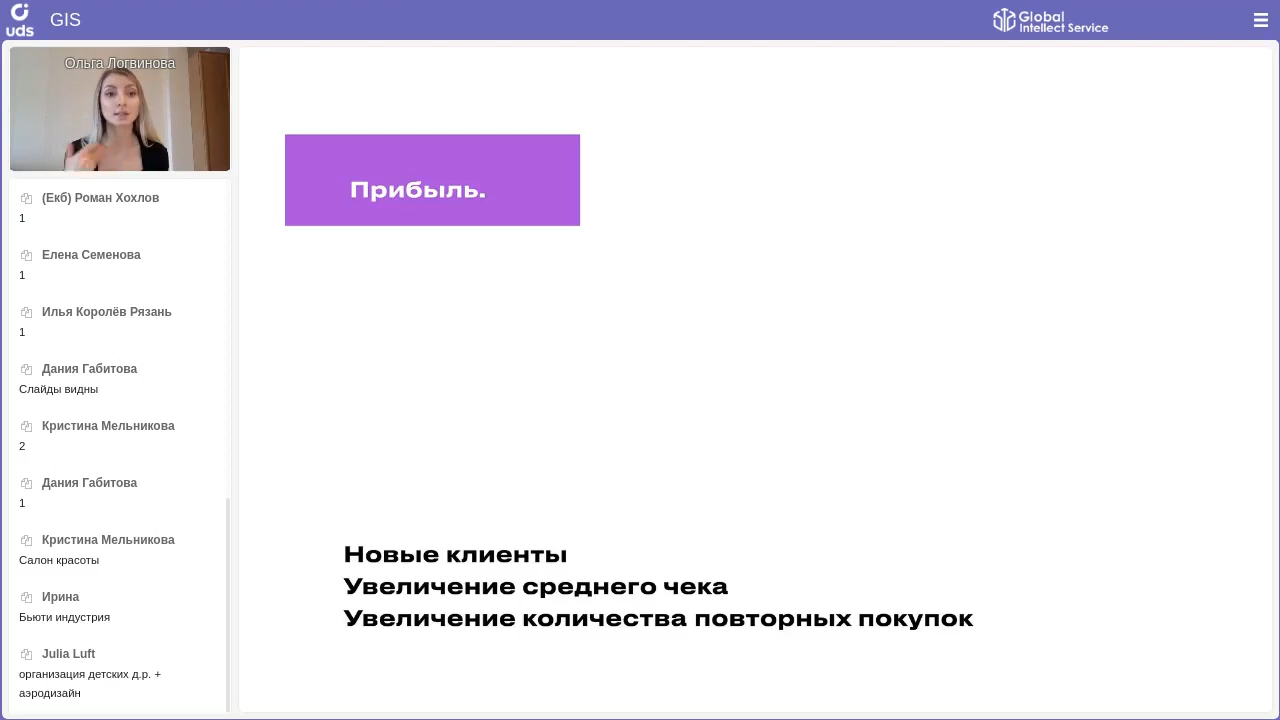 uds
GIS
Global
Intellect Service
Ольга Логвинова
(Екб) Роман Хохлов
1
Елена Семенова
1
Илья Королёв Рязань
1
Дания Габитова
Слайды видны
Кристина Мельникова
2
Дания Габитова
1
Кристина Мельникова
Салон красоты
Ирина
Бьюти индустрия
Julia Luft
организация детских д.р. +
аэродизайн
Прибыль.
Новые клиенты
Увеличение среднего чека
Увеличение количества повторных покупок